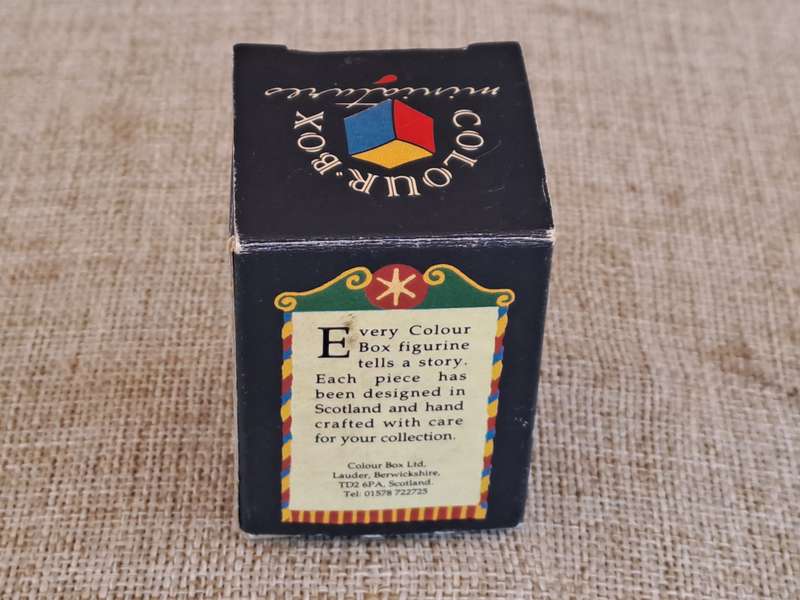 miniatures
COLOUR·BOX
Every Colour
Box figurine
tells a story.
Each piece has
been designed in
Scotland and hand
crafted with care
for your collection.
Colour Box Ltd,
Lauder, Berwickshire,
TD2 6PA, Scotland.
Tel: 01578 722725